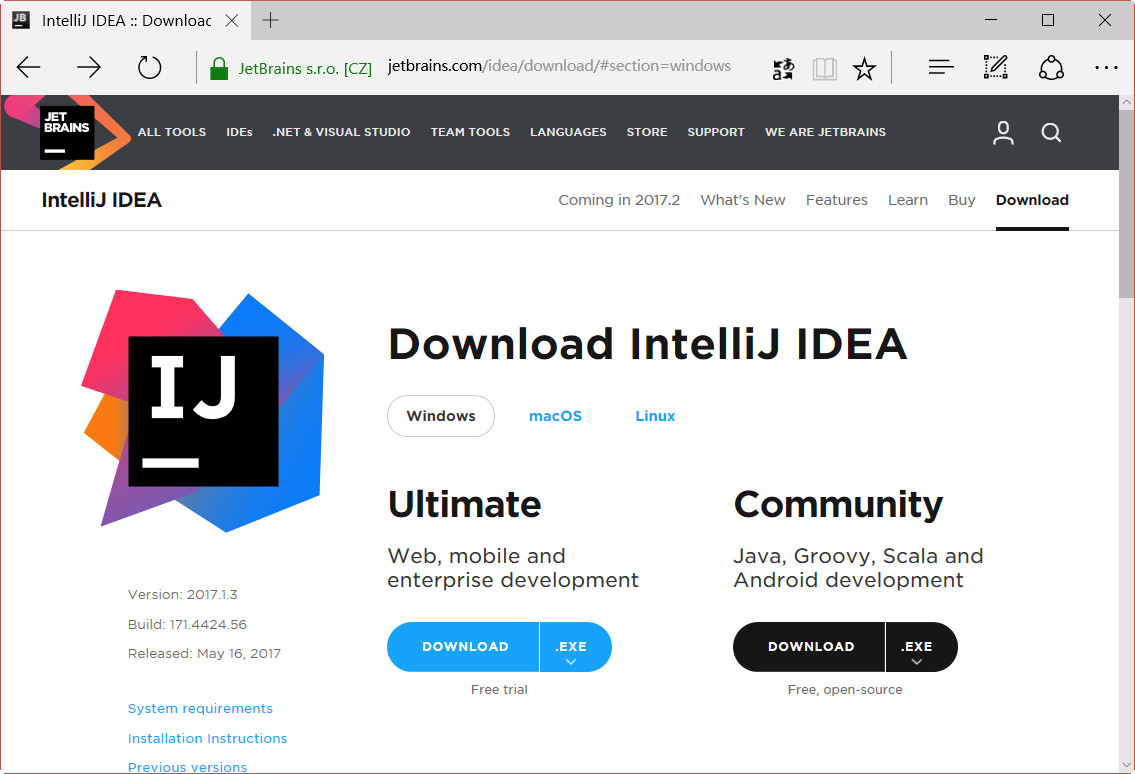 IntelliJ IDEA :: Downloac
JetBrains s.r.o. [CZ] jetbrains.com/idea/download/#section=windows
JET
BRAINS
ALL TOOLS IDEs .NET & VISUAL STUDIO TEAM TOOLS LANGUAGES STORE SUPPORT WE ARE JETBRAINS
IntelliJ IDEA
Coming in 2017.2 What's New Features Learn Buy Download
IJ
Download IntelliJ IDEA
Windows macOS Linux
Ultimate
Web, mobile and
enterprise development
DOWNLOAD .EXE
Free trial
Community
Java, Groovy, Scala and
Android development
DOWNLOAD .EXE
Free, open-source
Version: 2017.1.3
Build: 171.4424.56
Released: May 16, 2017
System requirements
Installation Instructions
Previous versions